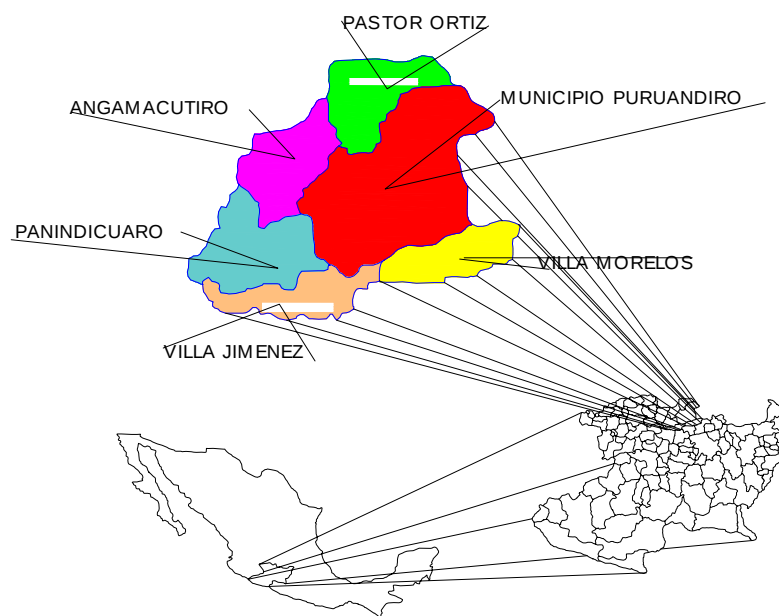 PASTOR ORTIZ
MUNICIPIO PURUANDIRO
ANGAMACUTIRO
PANINDICUARO
VILLA MORELOS
VILLA JIMENEZ